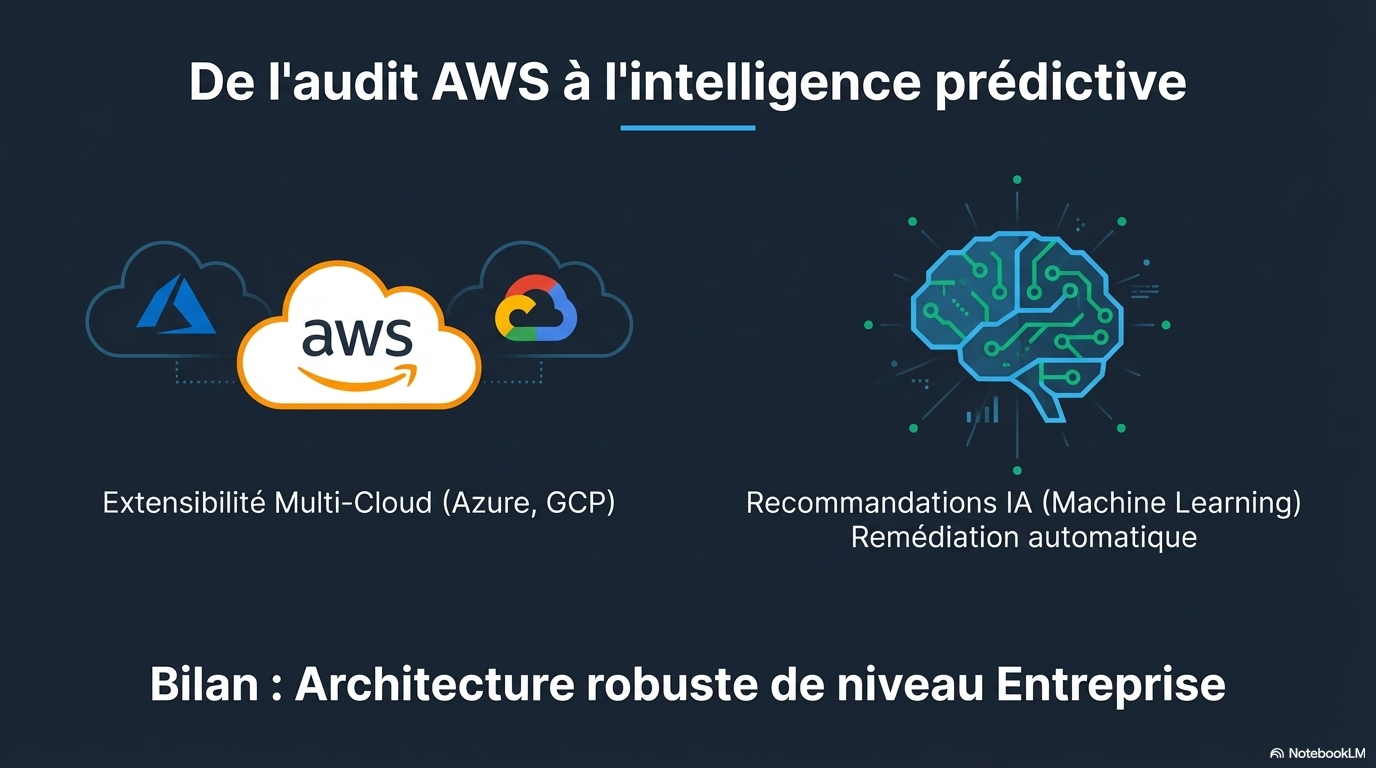 De l'audit AWS à l'intelligence prédictive
aws
Extensibilité Multi-Cloud (Azure, GCP)
Recommandations IA (Machine Learning)
Remédiation automatique
Bilan : Architecture robuste de niveau Entreprise
NotebookLM